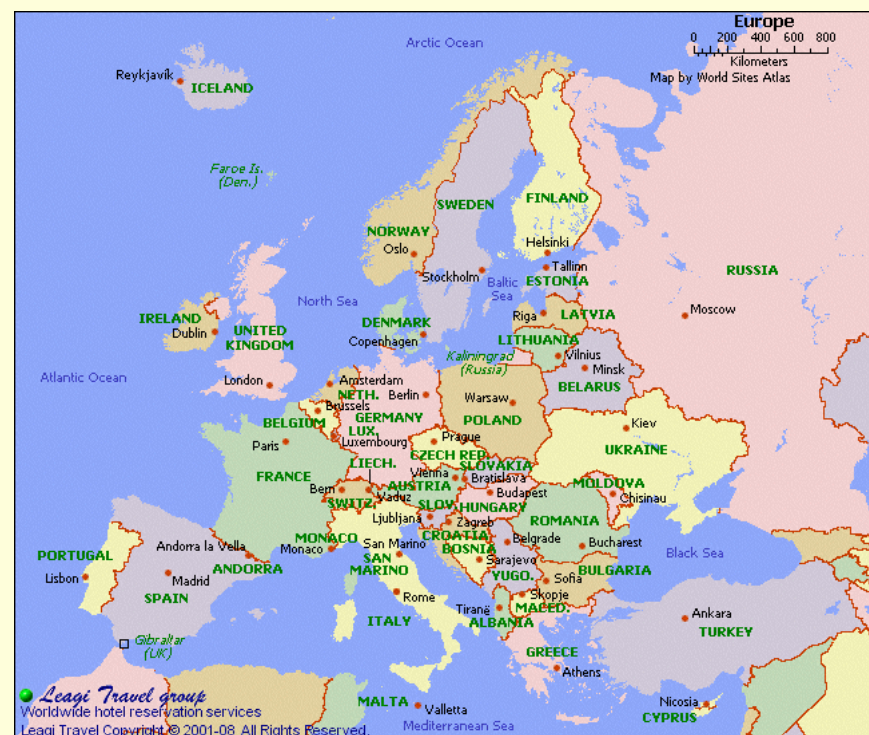 Europe
0 200 400 600 800
Kilometers
Map by World Sites Atlas
Arctic Ocean
Reykjavík
ICELAND
Faroe Is.
(Den.)
SWEDEN
FINLAND
NORWAY
Oslo
Helsinki
Stockholm
Tallinn
Baltic
Sea
ESTONIA
RUSSIA
North Sea
Moscow
IRELAND
Dublin
UNITED
KINGDOM
DENMARK
Copenhagen
Riga
LATVIA
LITHUANIA
Kaliningrad
(Russia)
Vilnius
Minsk
BELARUS
Atlantic Ocean
London
Amsterdam
NETH.
Berlin
Warsaw
POLAND
Brussels
BELGIUM
GERMANY
LUX.
Luxembourg
Kiev
UKRAINE
Paris
Prague
CZECH REP.
FRANCE
LIECH.
SLOVAKIA
Vienna
Bratislava
AUSTRIA
Bern
SWITZ.
Vaduz
Budapest
HUNGARY
MOLDOVA
Chisinau
SLOV.
Ljubljana
Zagreb
CROATIA
ROMANIA
MONACO
Monaco
San Marino
SAN
MARINO
BOSNIA
Sarajevo
Belgrade
Bucharest
Black Sea
PORTUGAL
Lisbon
Andorra la Vella
ANDORRA
Madrid
SPAIN
YUGO.
Sofia
BULGARIA
Rome
ITALY
Skopje
MACED.
Tiranë
ALBANIA
Ankara
TURKEY
Gibraltar
(UK)
GREECE
Athens
MALTA
Valletta
Nicosia
CYPRUS
Mediterranean Sea
Leagi Travel group
Worldwide hotel reservation services
Leagi Travel Copyright © 2001-08 All Rights Reserved.